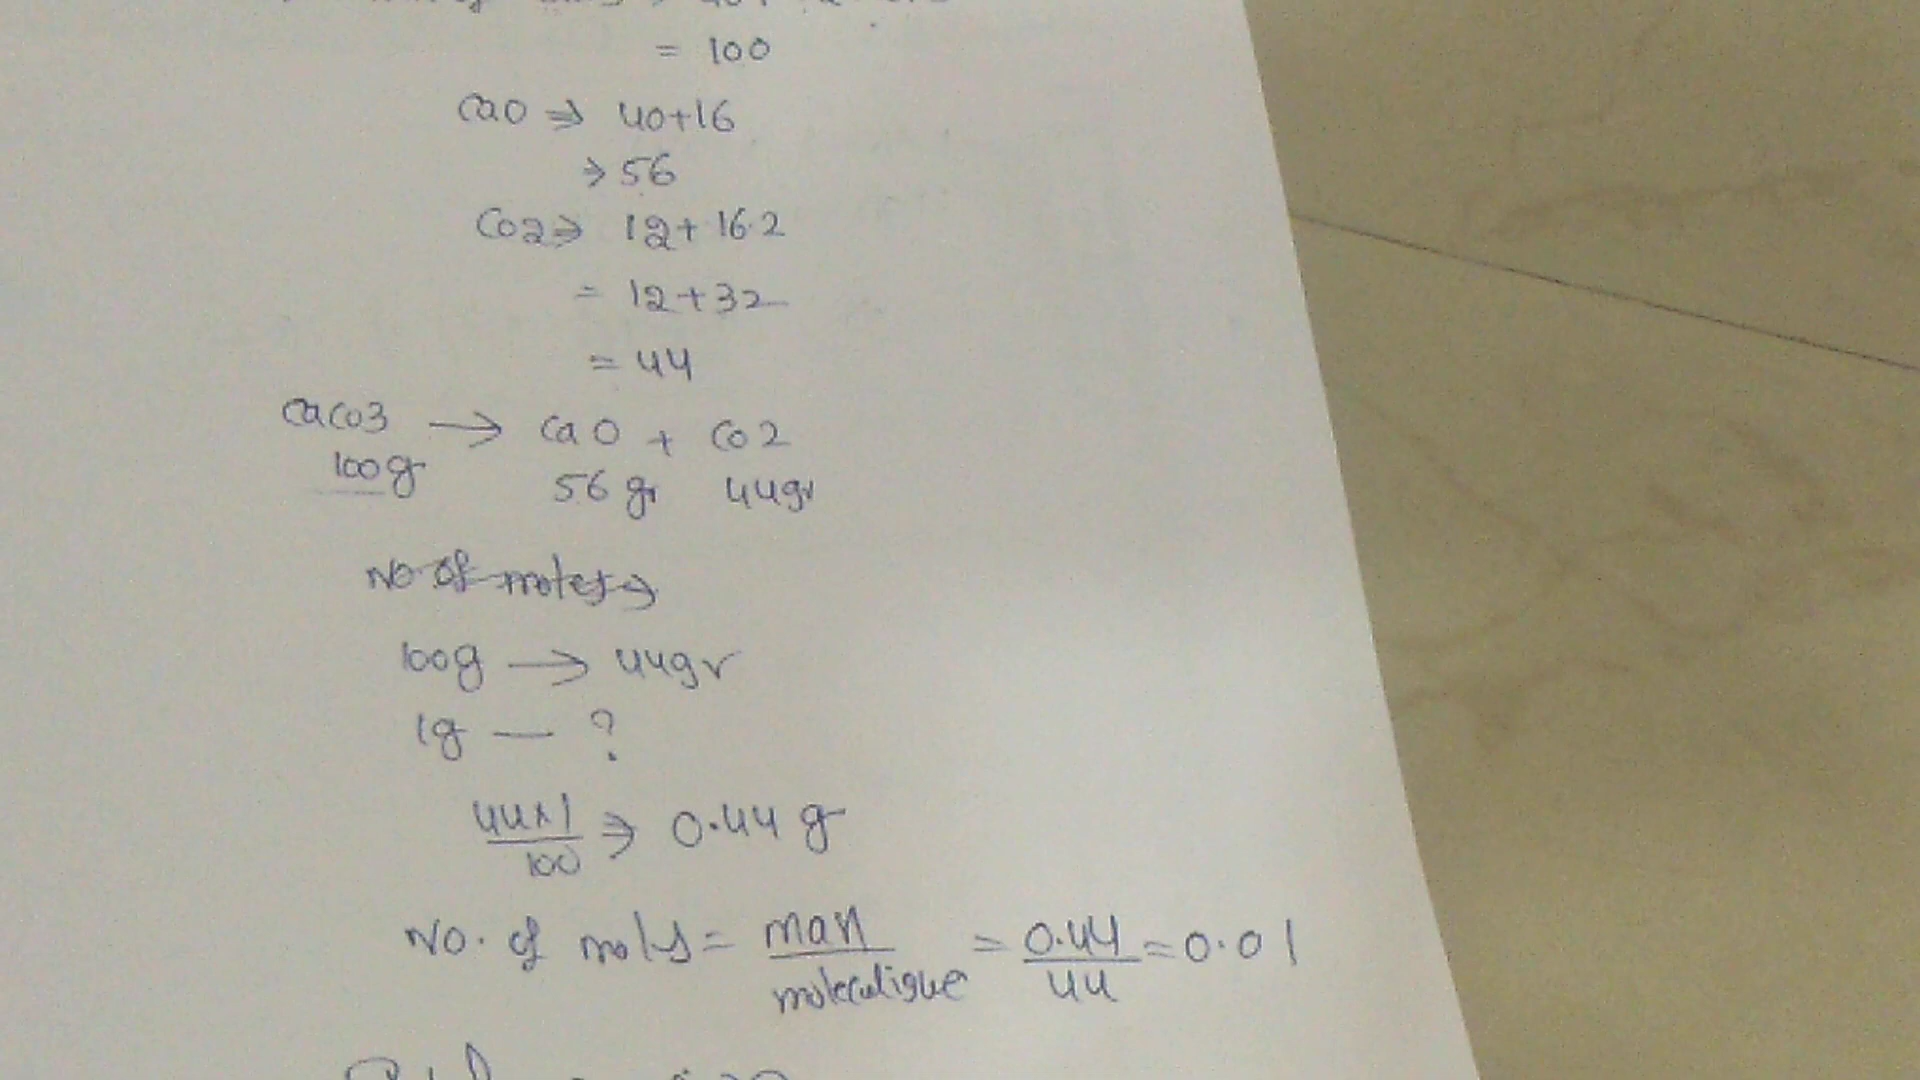 = 100
CaO ⇒ 40+16
⇒ 56
CO2 ⇒ 12+16.2
= 12+32
= 44
CaCO3 → CaO + CO2
100g 56 gr 44gr
No of moles →
100g → 44gr
1g — ?
44×1/100 ⇒ 0.44 g
No. of mols = mass/moleculique = 0.44/44 = 0.01